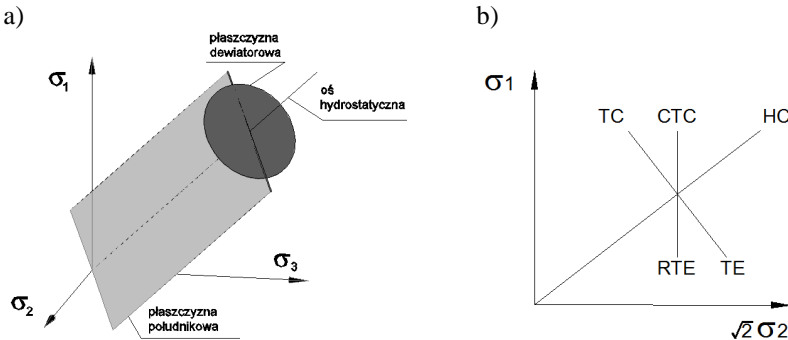 a)
płaszczyzna
dewiatorowa
oś
hydrostatyczna
σ1
σ3
σ2
płaszczyzna
południkowa
b)
σ1
TC CTC HC
RTE TE
√2 σ2